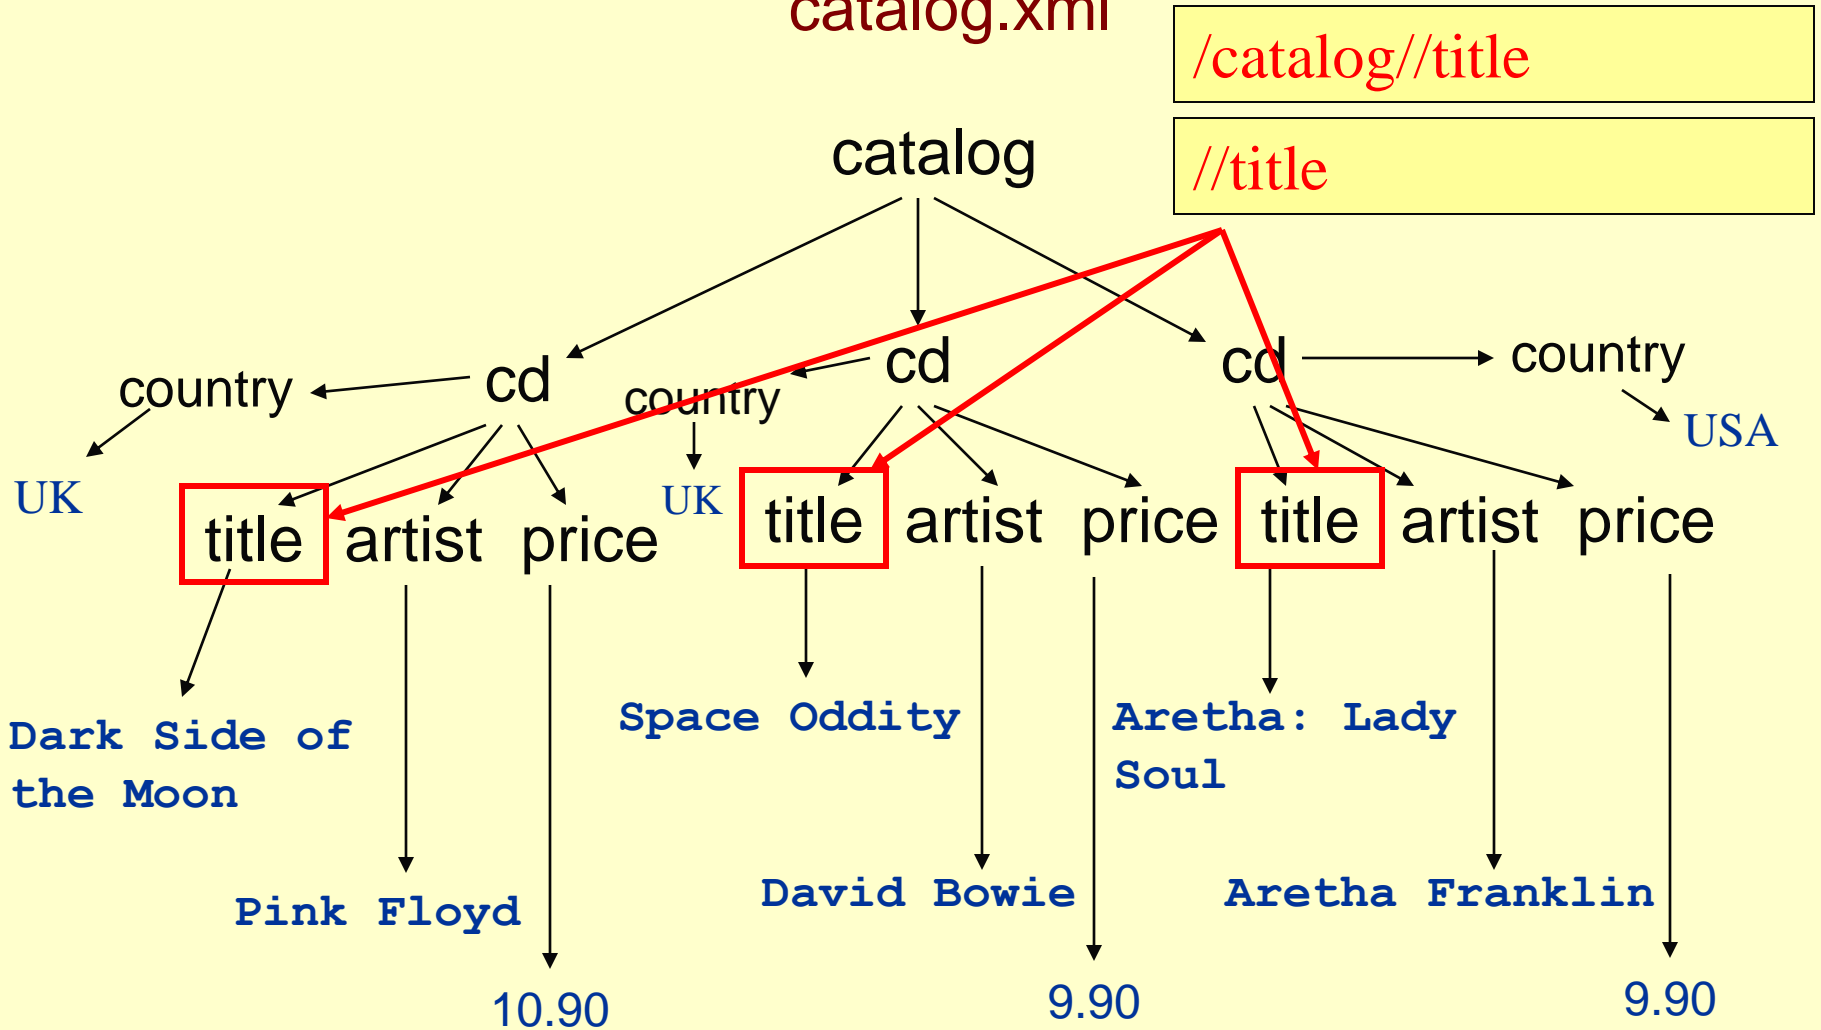 catalog.xml
/catalog//title
//title
catalog
country
cd
country
cd
cd
country
UK
UK
USA
title artist price
title artist price
title artist price
Dark Side of
the Moon
Space Oddity
Aretha: Lady
Soul
Pink Floyd
David Bowie
Aretha Franklin
10.90
9.90
9.90